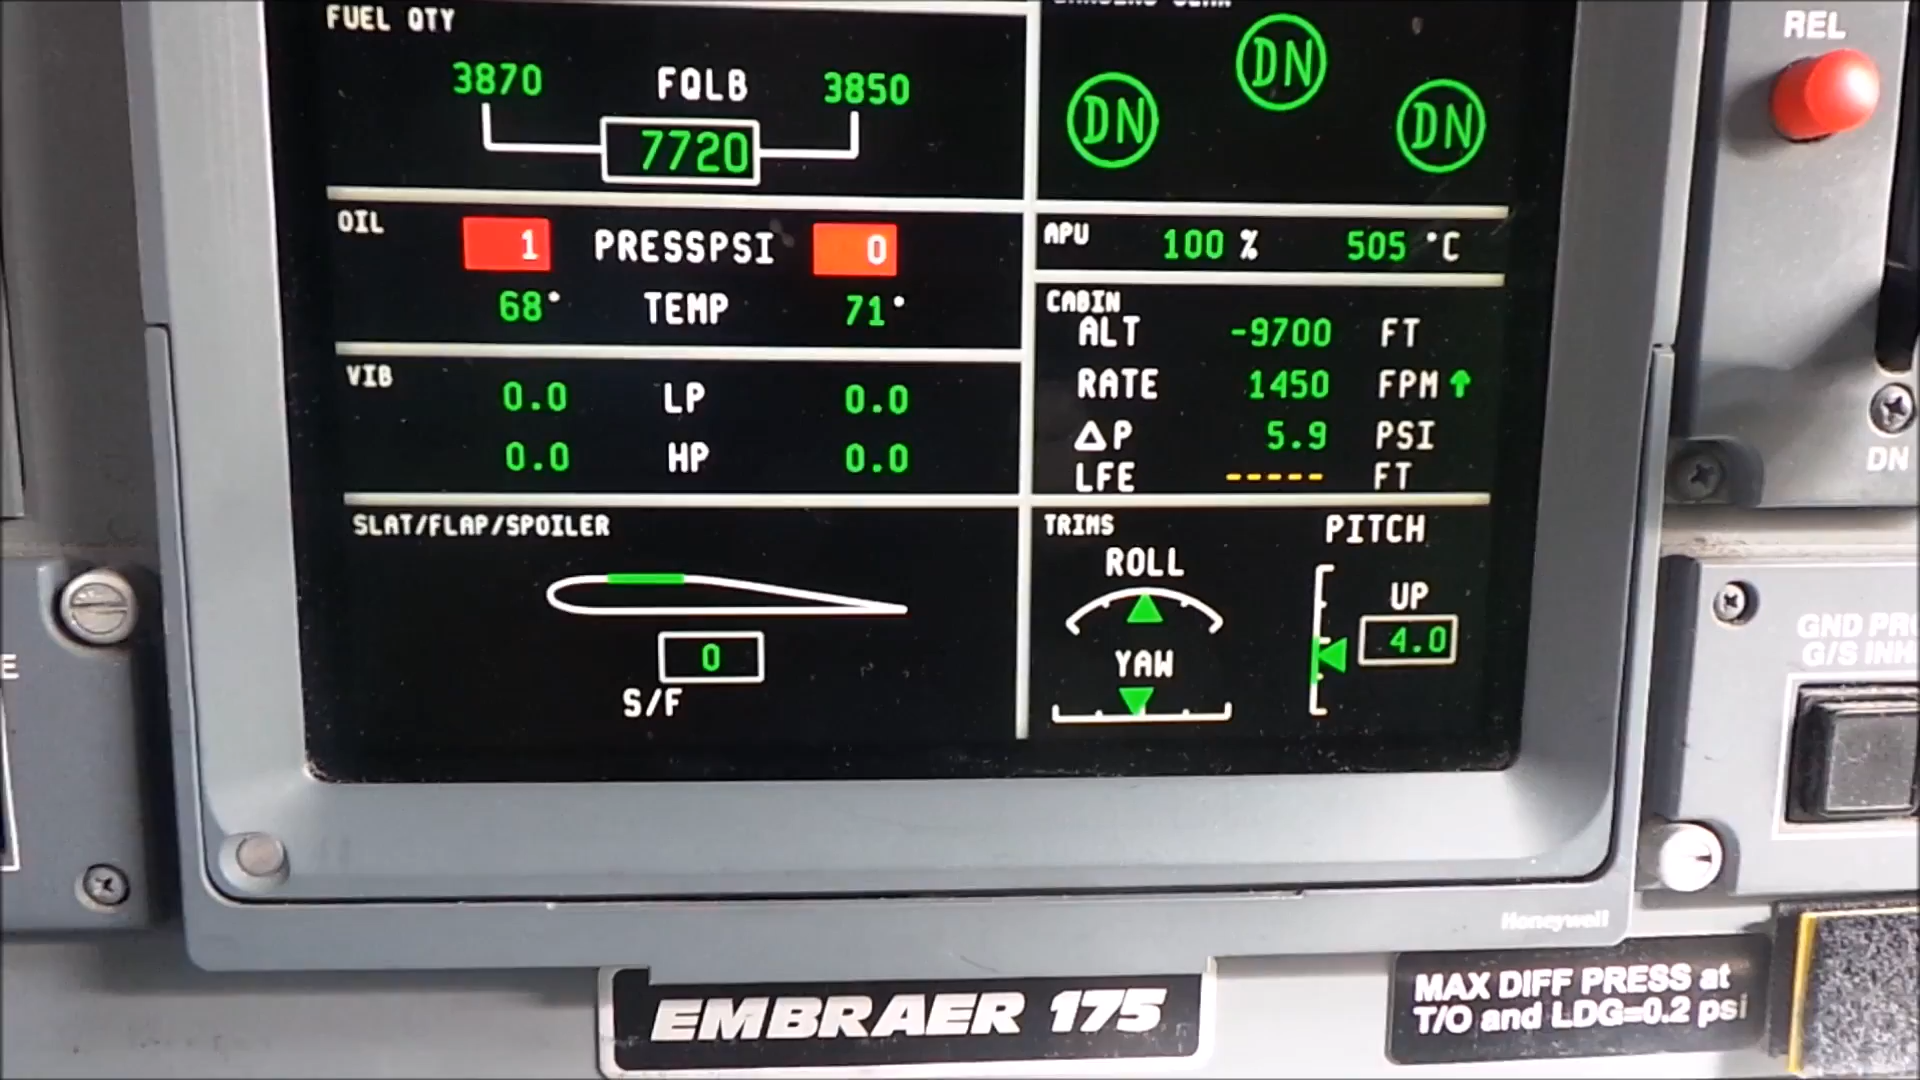 FUEL QTY
3870 FQLB 3850
7720
DN DN DN
OIL
1 PRESSPSI 0
68° TEMP 71°
APU 100 % 505 °C
VIB
0.0 LP 0.0
0.0 HP 0.0
CABIN
ALT -9700 FT
RATE 1450 FPM
ΔP 5.9 PSI
LFE ----- FT
SLAT/FLAP/SPOILER
0
S/F
TRIMS
ROLL
YAW
PITCH
UP
4.0
REL
DN
G/S INH
E
Honeywell
EMBRAER 175
MAX DIFF PRESS at
T/O and LDG=0.2 psi